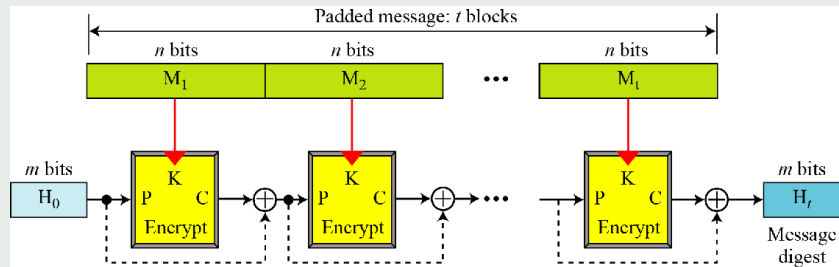 Padded message: t blocks
n bits
n bits
n bits
M1
M2
•••
Mt
m bits
H0
K
P C
Encrypt
K
P C
Encrypt
•••
K
P C
Encrypt
m bits
Ht
Message
digest